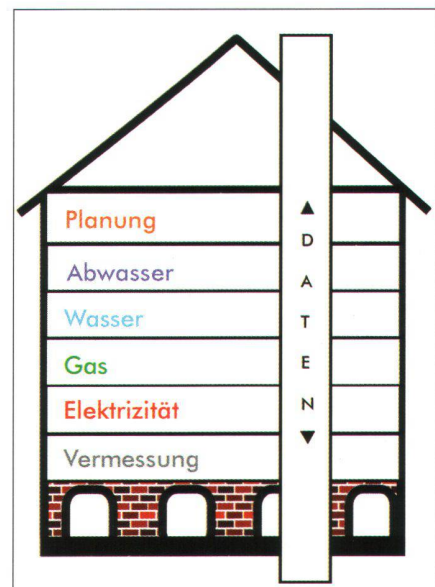 Planung
Abwasser
Wasser
Gas
Elektrizität
Vermessung
▲DATEN▼